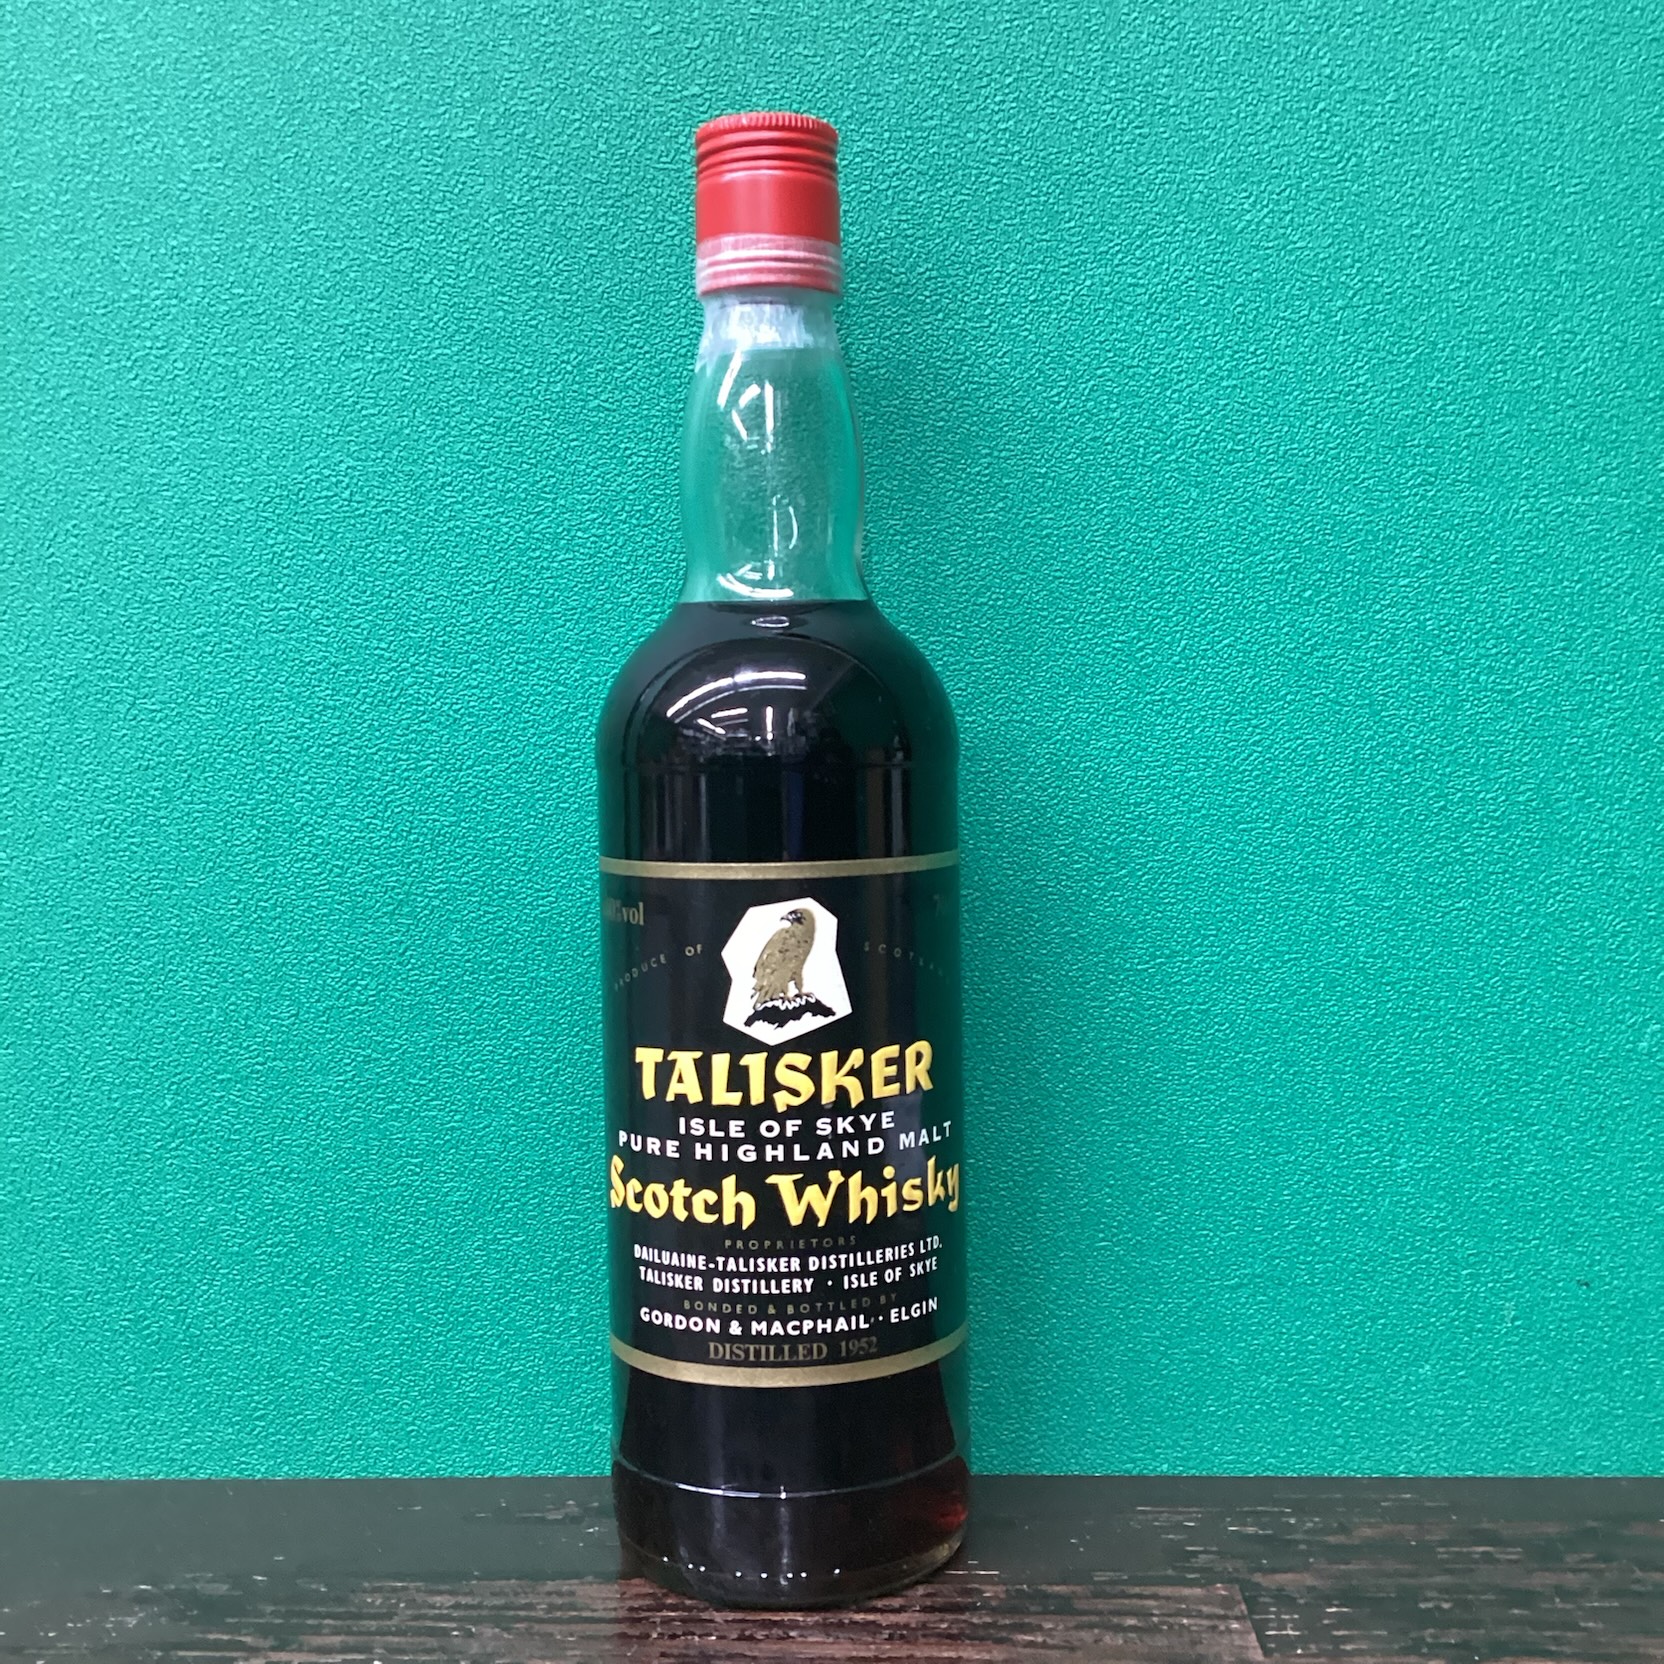 PRODUCE OF SCOTLAND
TALISKER
ISLE OF SKYE
PURE HIGHLAND MALT
Scotch Whisky
PROPRIETORS
DAILUAINE-TALISKER DISTILLERIES LTD.
TALISKER DISTILLERY · ISLE OF SKYE
BONDED & BOTTLED BY
GORDON & MACPHAIL · ELGIN
DISTILLED 1952